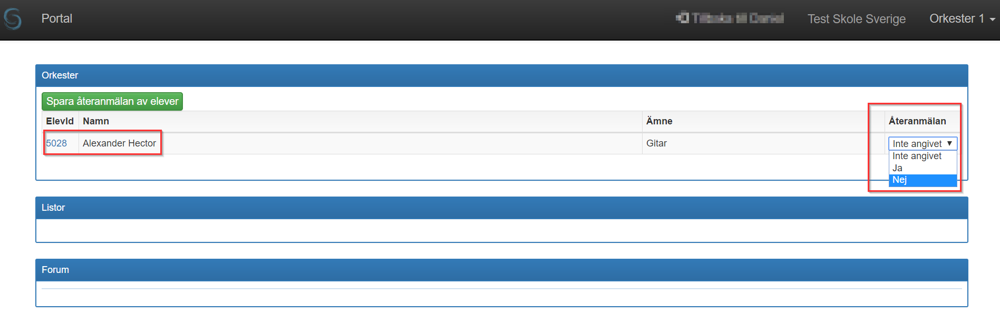 Portal
Test Skole Sverige
Orkester 1
Orkester
Spara återanmälan av elever
ElevId Namn Ämne Återanmälan
5028 Alexander Hector Gitar Inte angivet
Inte angivet
Ja
Nej
Listor
Forum